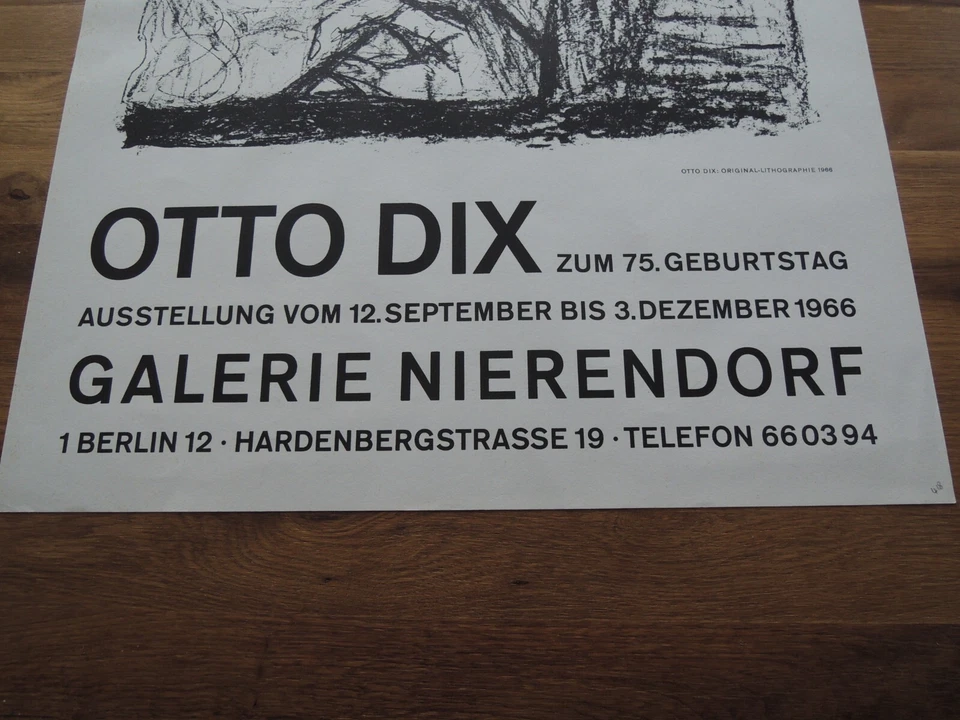 OTTO DIX: ORIGINAL-LITHOGRAPHIE 1966
OTTO DIX ZUM 75. GEBURTSTAG
AUSSTELLUNG VOM 12. SEPTEMBER BIS 3. DEZEMBER 1966
GALERIE NIERENDORF
1 BERLIN 12 · HARDENBERGSTRASSE 19 · TELEFON 66 03 94